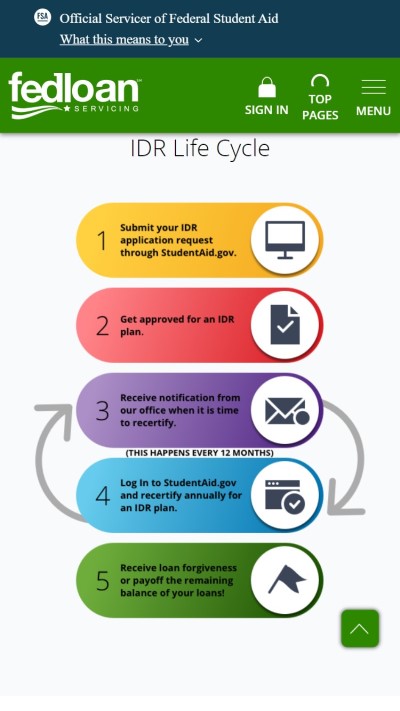 FSA
Official Servicer of Federal Student Aid
What this means to you
fedloan™
SERVICING
SIGN IN
TOP
PAGES
MENU
IDR Life Cycle
1
Submit your IDR
application request
through StudentAid.gov.
2
Get approved for an IDR
plan.
3
Receive notification from
our office when it is time
to recertify.
(THIS HAPPENS EVERY 12 MONTHS)
4
Log In to StudentAid.gov
and recertify annually for
an IDR plan.
5
Receive loan forgiveness
or payoff the remaining
balance of your loans!